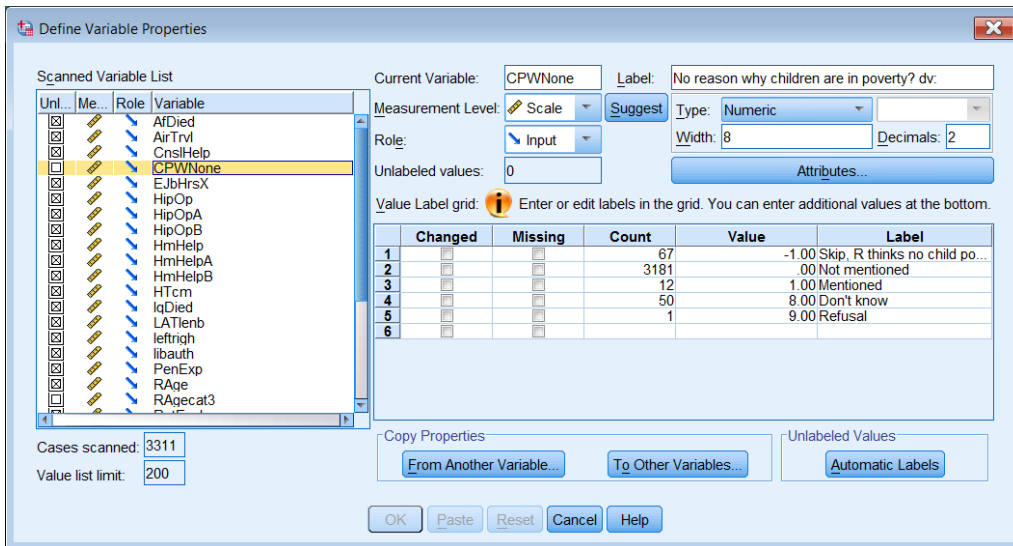 Define Variable Properties
Scanned Variable List
Unl... Me... Role Variable
AfDied
AirTrvl
CnslHelp
CPWNone
EJbHrsX
HipOp
HipOpA
HipOpB
HmHelp
HmHelpA
HmHelpB
HTcm
IqDied
LATlenb
leftrigh
libauth
PenExp
RAge
RAgecat3
Cases scanned: 3311
Value list limit: 200
Current Variable: CPWNone Label: No reason why children are in poverty? dv:
Measurement Level: Scale Suggest Type: Numeric
Role: Input Width: 8 Decimals: 2
Unlabeled values: 0 Attributes...
Value Label grid: Enter or edit labels in the grid. You can enter additional values at the bottom.
Changed Missing Count Value Label
1 67 -1.00 Skip, R thinks no child po...
2 3181 .00 Not mentioned
3 12 1.00 Mentioned
4 50 8.00 Don't know
5 1 9.00 Refusal
6
Copy Properties Unlabeled Values
From Another Variable... To Other Variables... Automatic Labels
OK Paste Reset Cancel Help